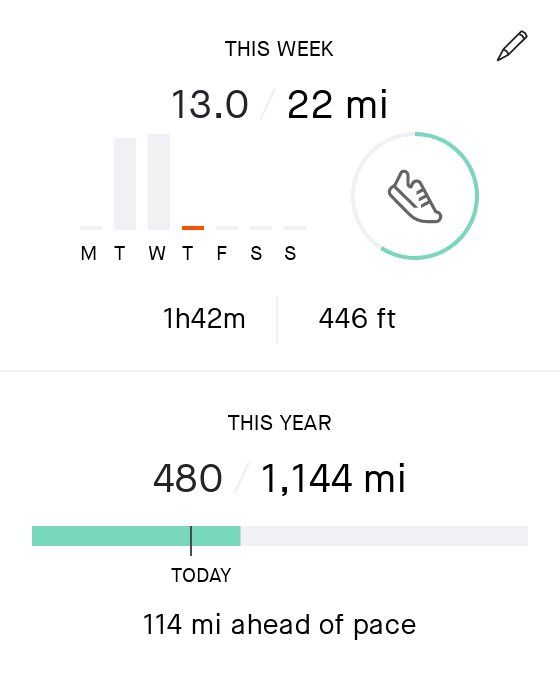 THIS WEEK
13.0 / 22 mi
M T W T F S S
1h42m 446 ft
THIS YEAR
480 / 1,144 mi
TODAY
114 mi ahead of pace